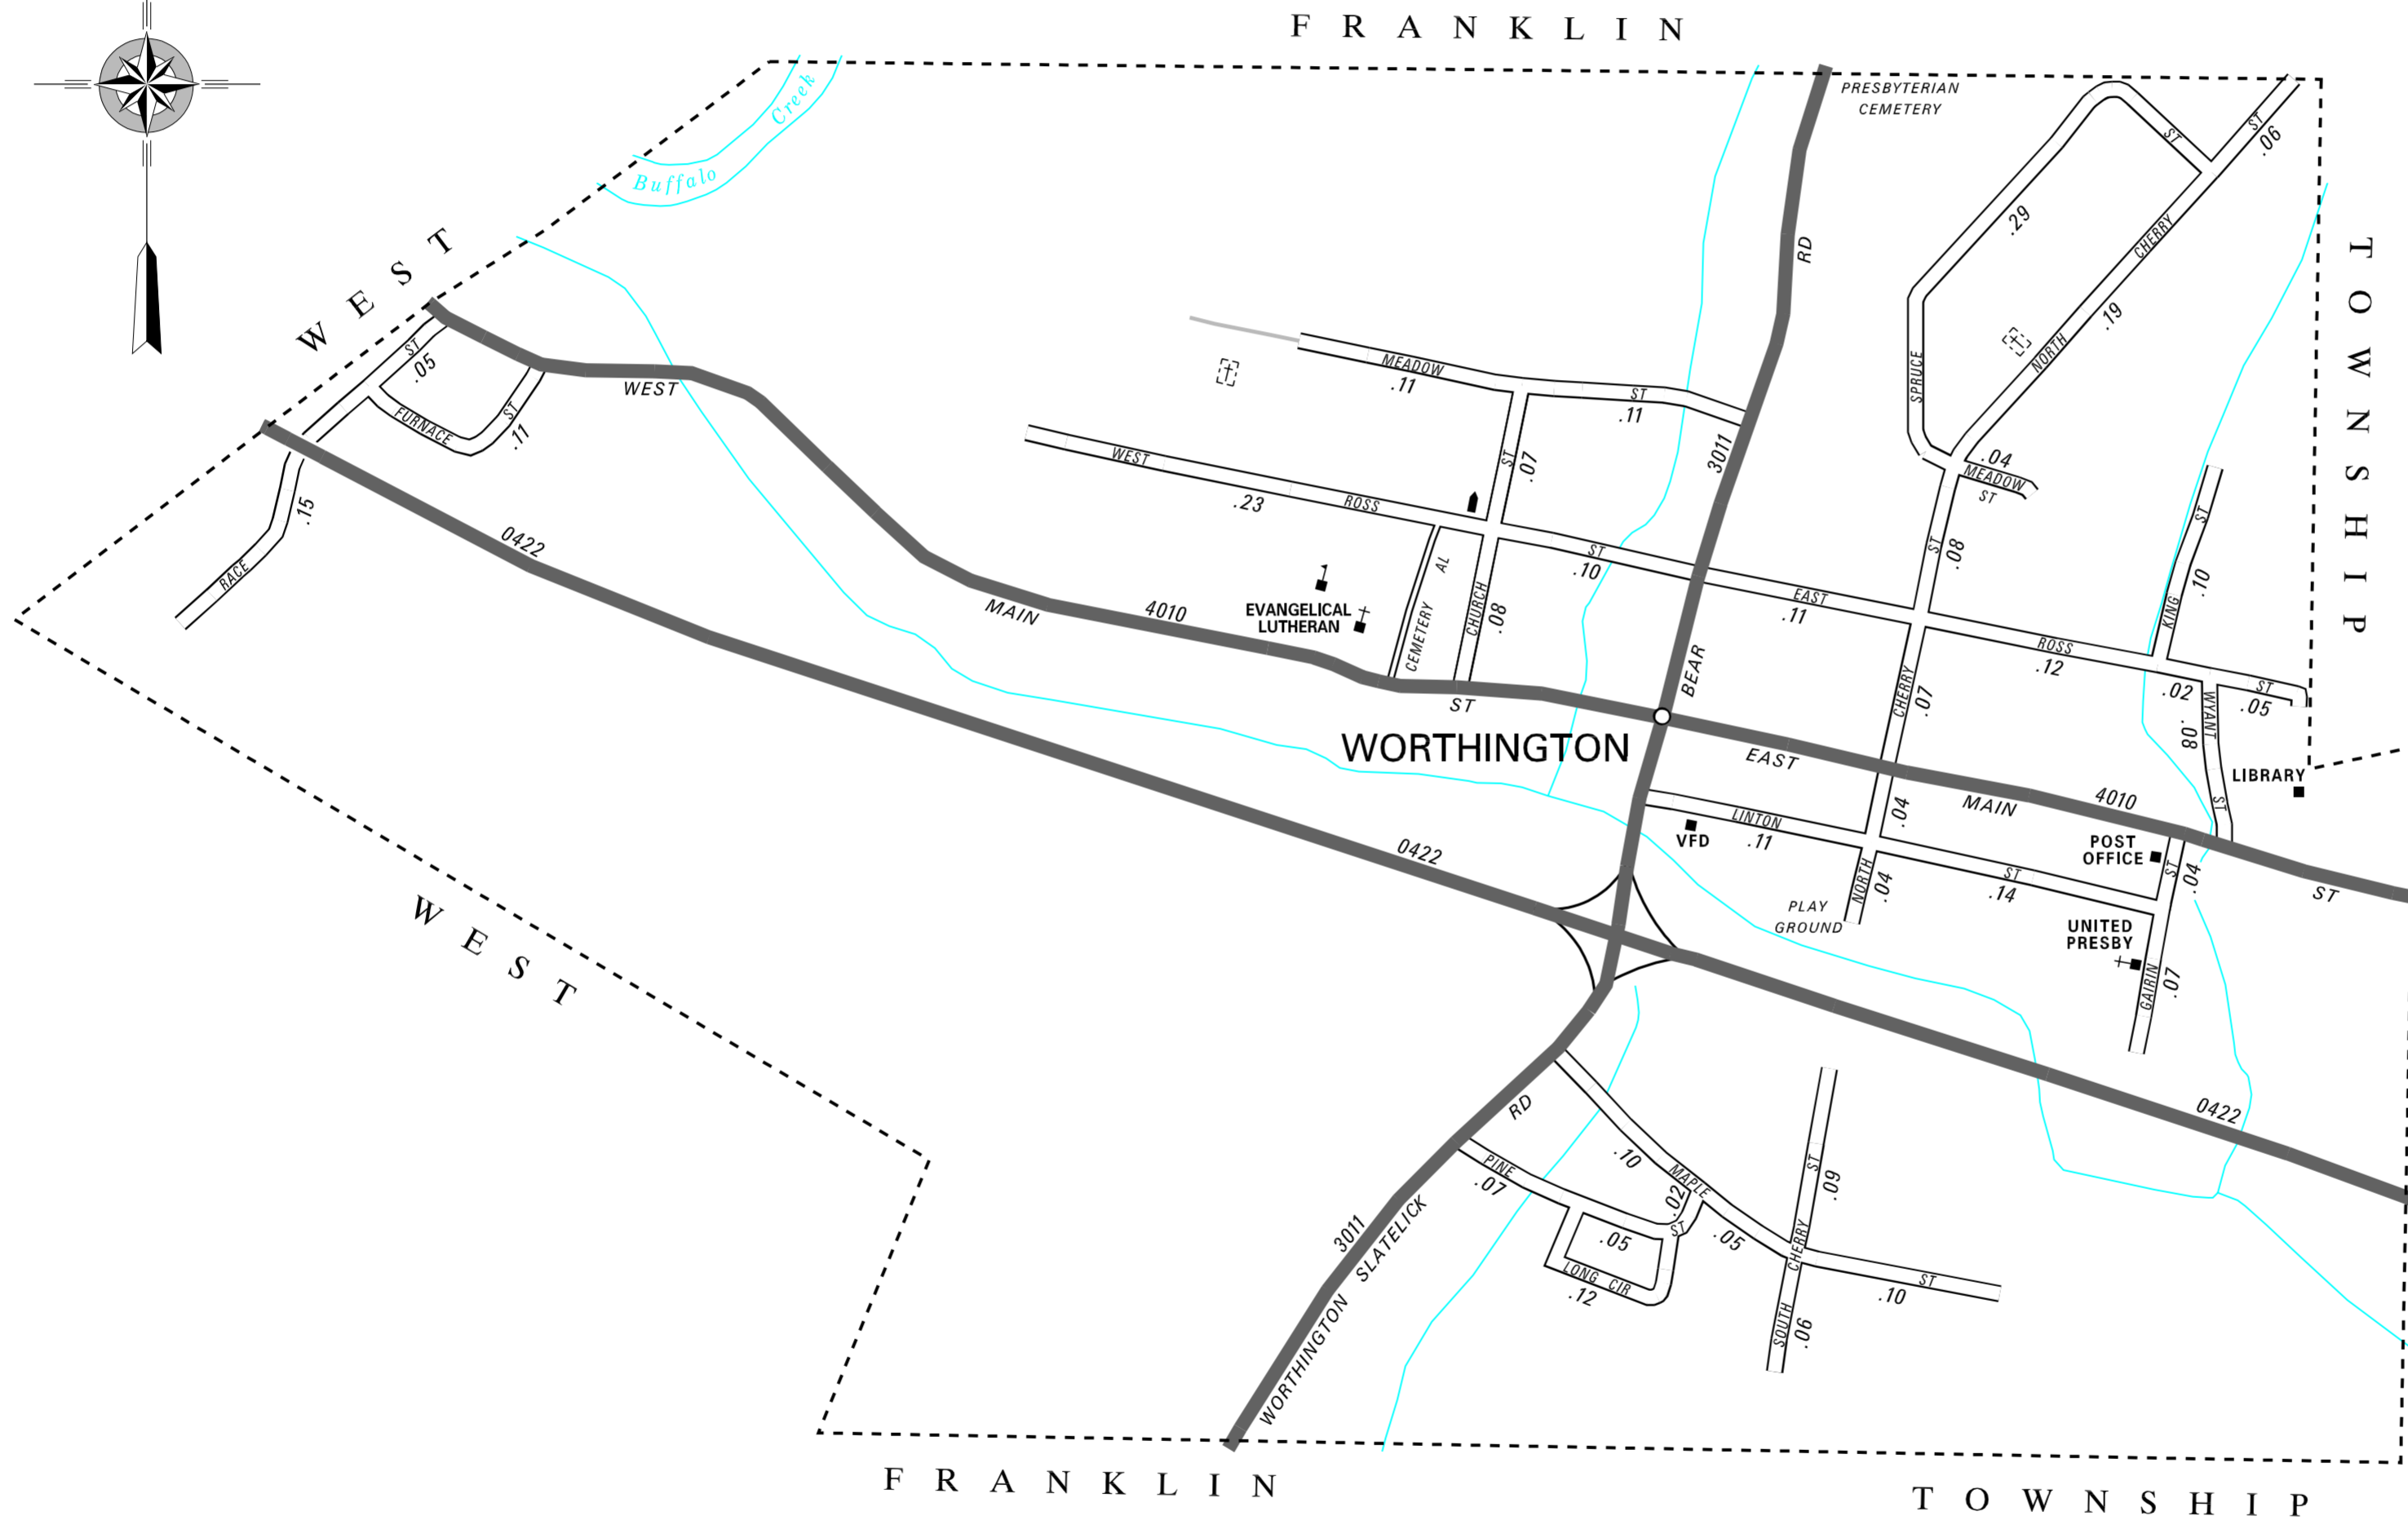 FRANKLIN
PRESBYTERIAN
CEMETERY
Buffalo Creek
WEST
TOWNSHIP
ST
.06
ST
.29
NORTH CHERRY
.19
SPRUCE
RD
ST
.05
FURNACE ST
.11
WEST
MEADOW ST
.11
.11
3011
ST
.07
.04
MEADOW
ST
WEST ROSS ST
.23
.10
0422
.15
RACE
ST
.08
KING ST
.10
EAST ROSS ST
.11
.12
.02
.05
MAIN
4010
EVANGELICAL
LUTHERAN
CEMETERY AL
CHURCH
.08
BEAR
CHERRY
.07
WYANT ST
.08
ST
WORTHINGTON
EAST
MAIN
4010
LIBRARY
LINTON ST
.11
.14
.04
VFD
POST
OFFICE
ST
.04
ST
0422
NORTH
.04
PLAY
GROUND
UNITED
PRESBY
GAIRIN
.07
WEST
0422
RD
.10
MAPLE
.02
PINE
.07
ST
.05
.05
LONG CIR
.12
ST
.09
SOUTH CHERRY
.06
ST
.10
3011
WORTHINGTON SLATELICK
FRANKLIN
TOWNSHIP